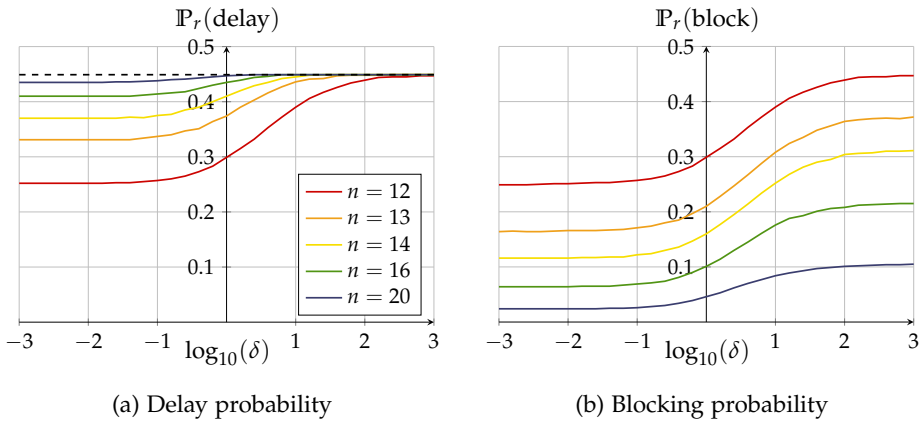 ℙr(delay)
0.5
0.4
0.3
0.2
0.1
n = 12
n = 13
n = 14
n = 16
n = 20
−3 −2 −1 1 2 3
log10(δ)
(a) Delay probability
ℙr(block)
0.5
0.4
0.3
0.2
0.1
−3 −2 −1 0 1 2 3
log10(δ)
(b) Blocking probability